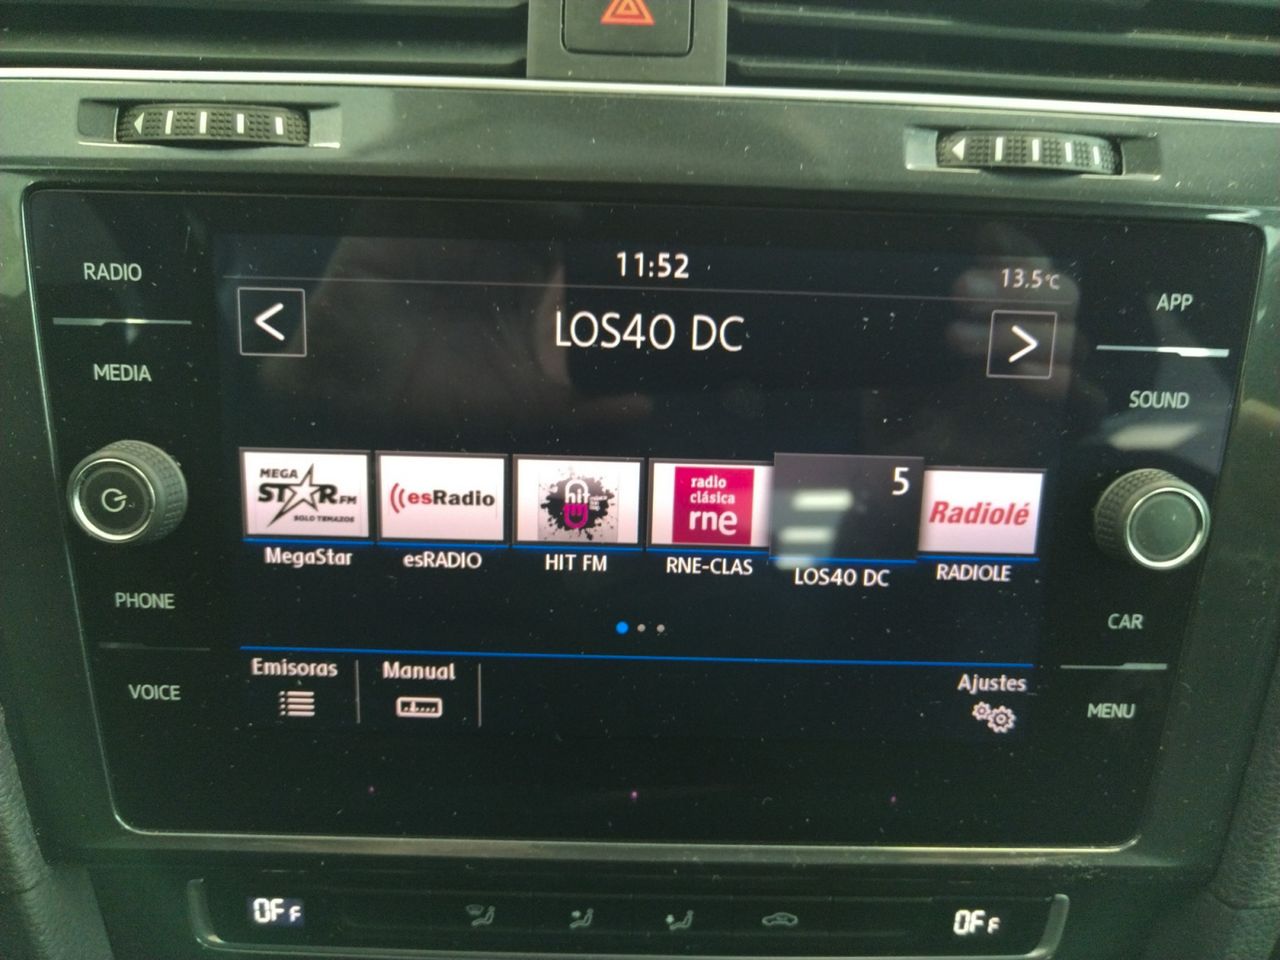 RADIO
MEDIA
PHONE
VOICE
11:52
13.5°C
<
LOS40 DC
>
MEGA
STAR FM
SOLO TEMAZOS
esRadio
hit
fm
radio
clásica
rne
5
Radiolé
MegaStar
esRADIO
HIT FM
RNE-CLAS
LOS40 DC
RADIOLE
Emisoras
Manual
Ajustes
APP
SOUND
CAR
MENU
OFF
OFF